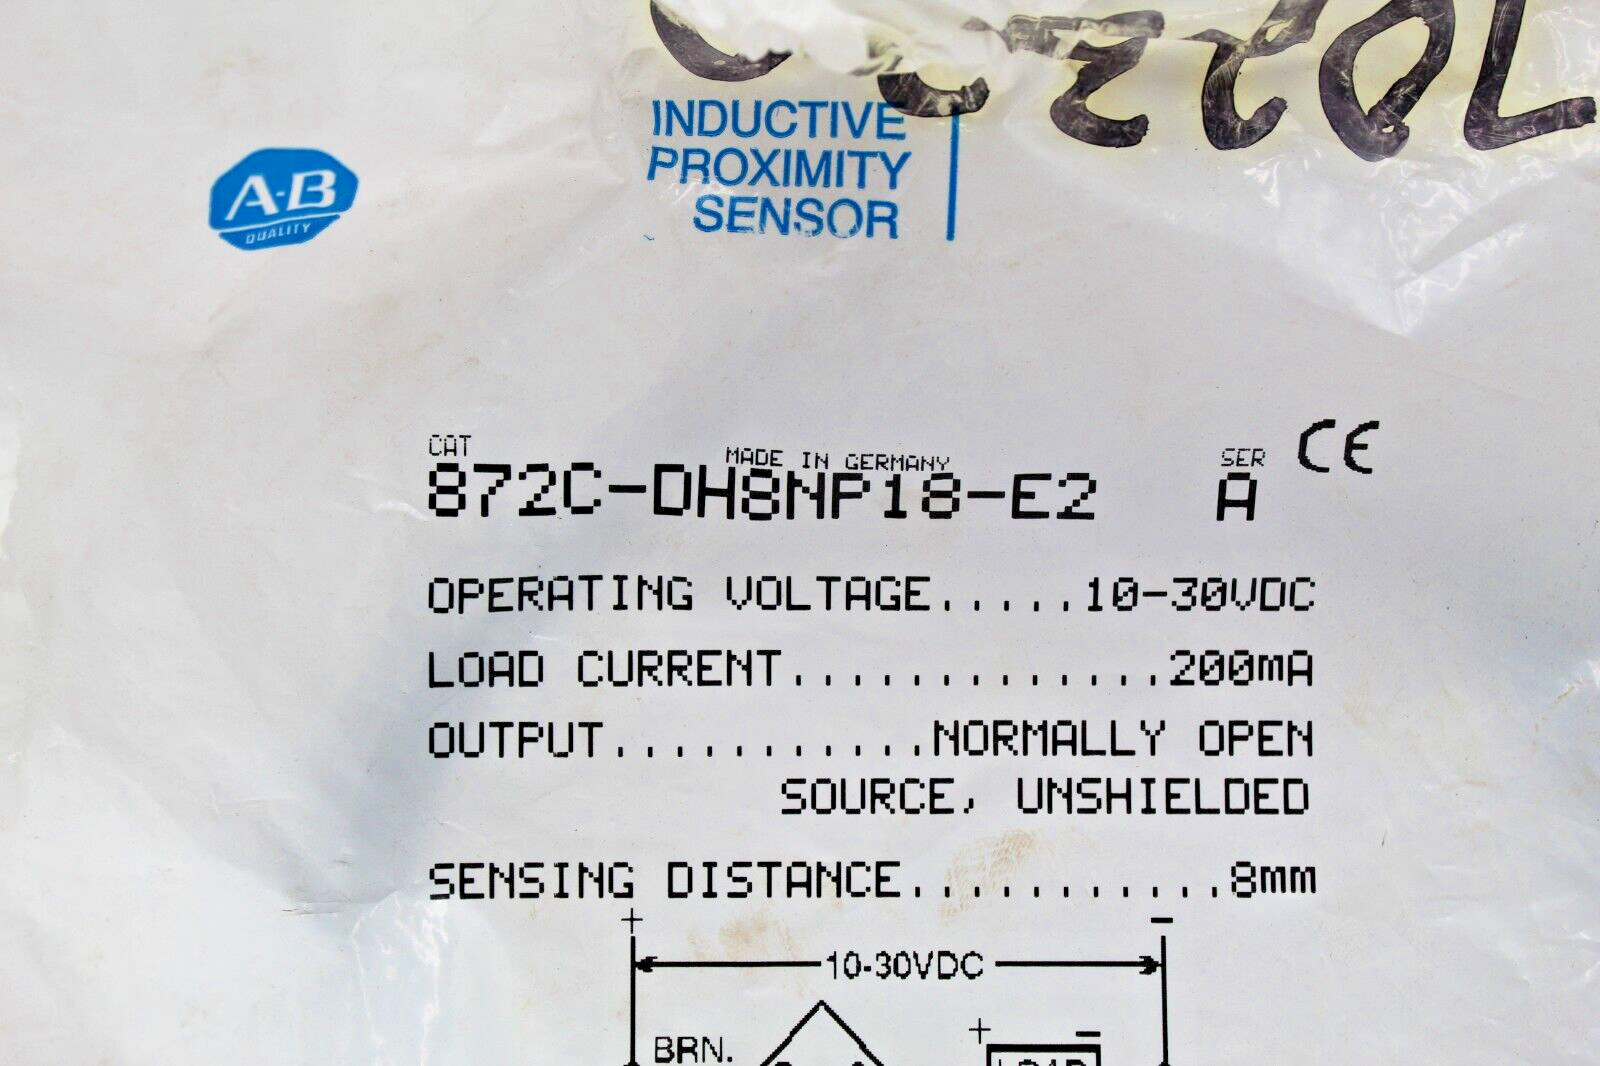 INDUCTIVE
PROXIMITY
SENSOR
A-B
QUALITY
CAT
MADE IN GERMANY
SER
CE
872C-DH8NP18-E2 A
OPERATING VOLTAGE.....10-30VDC
LOAD CURRENT.............200mA
OUTPUT...........NORMALLY OPEN
SOURCE, UNSHIELDED
SENSING DISTANCE...........8mm
+ −
10-30VDC
+ −
BRN.
LOAD